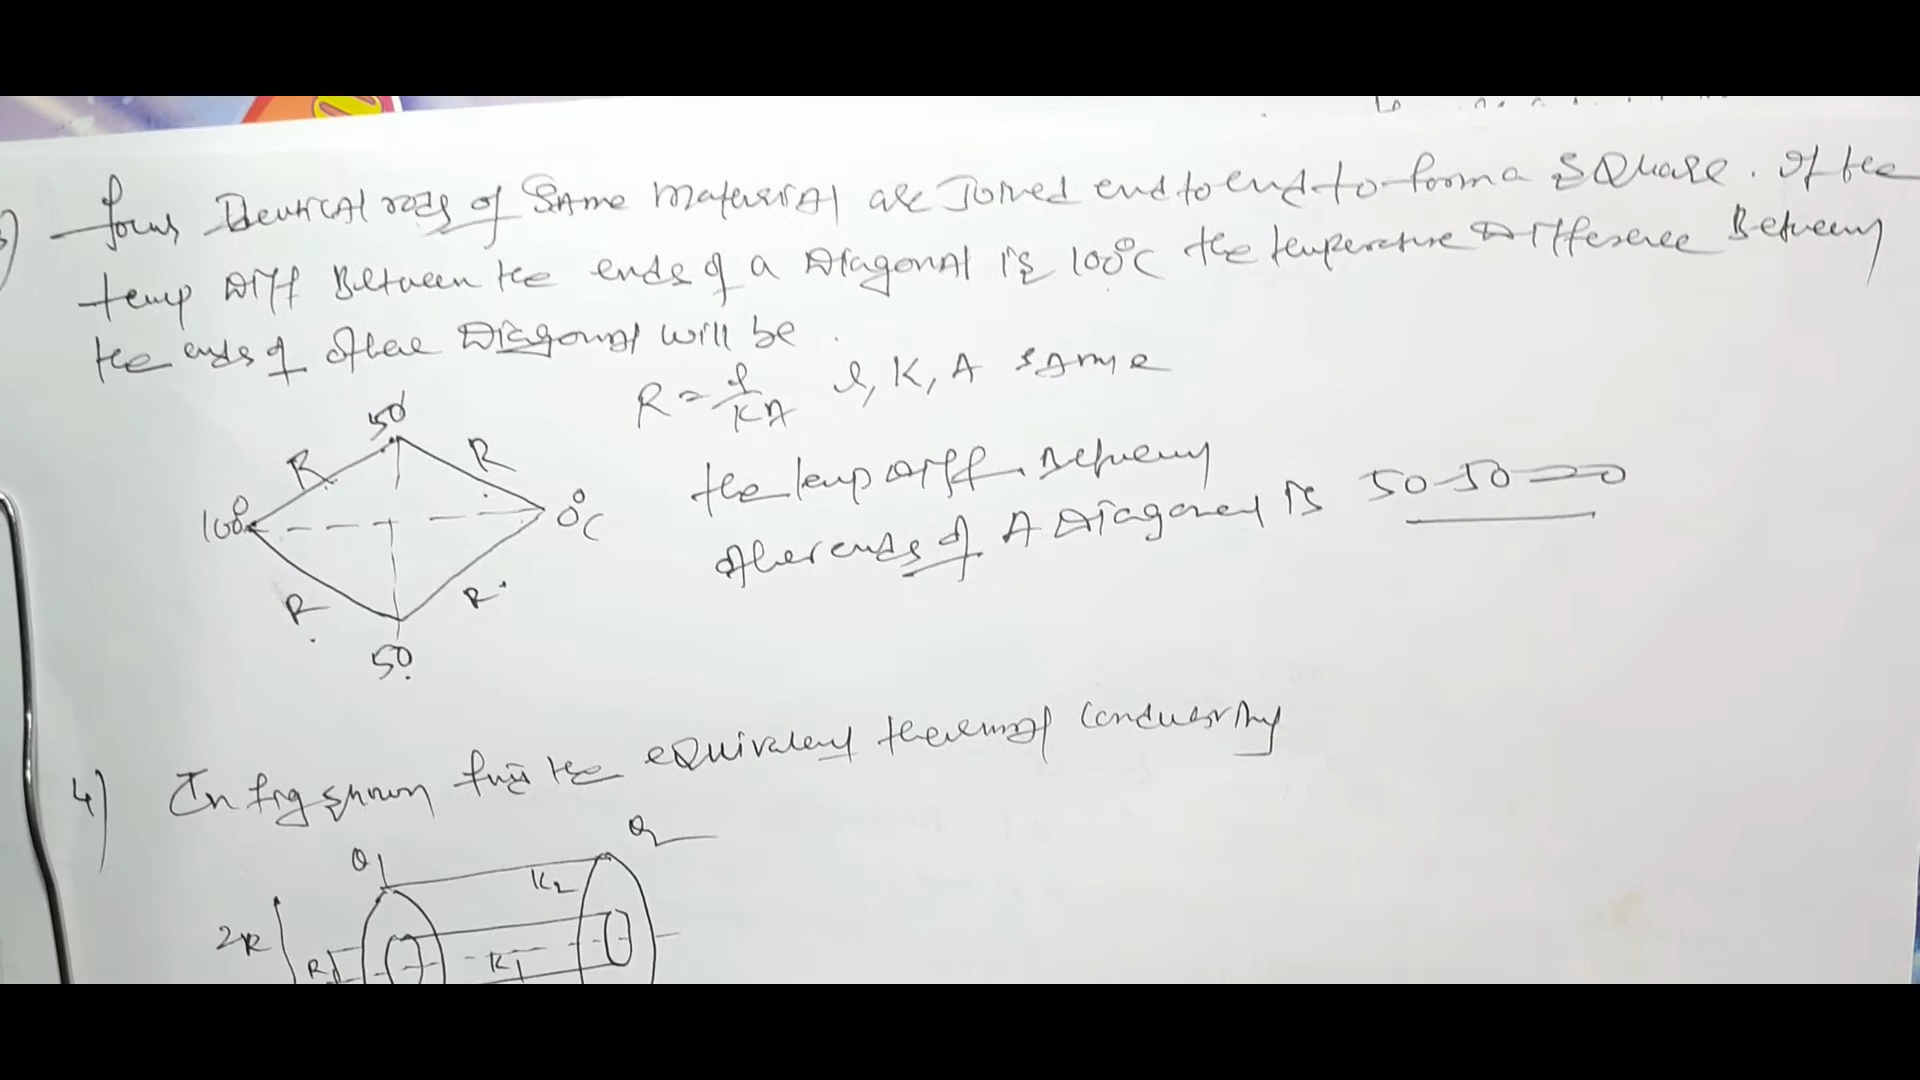 3) four Identical rods of Same material are Joined end to end to form a Square. If the
temp Diff Between the ends of a Diagonal is 100°C the temperature Difference Between
the ends of other Diagonal will be.
R = l/KA l, K, A same
50
R R
100° 0°C
the temp Diff. Between
other ends of A Diagonal is 50-50=0
R R
50
4) In fig shown find the equivalent thermal Conductivity
θ1 θ2
K2
2R
R K1